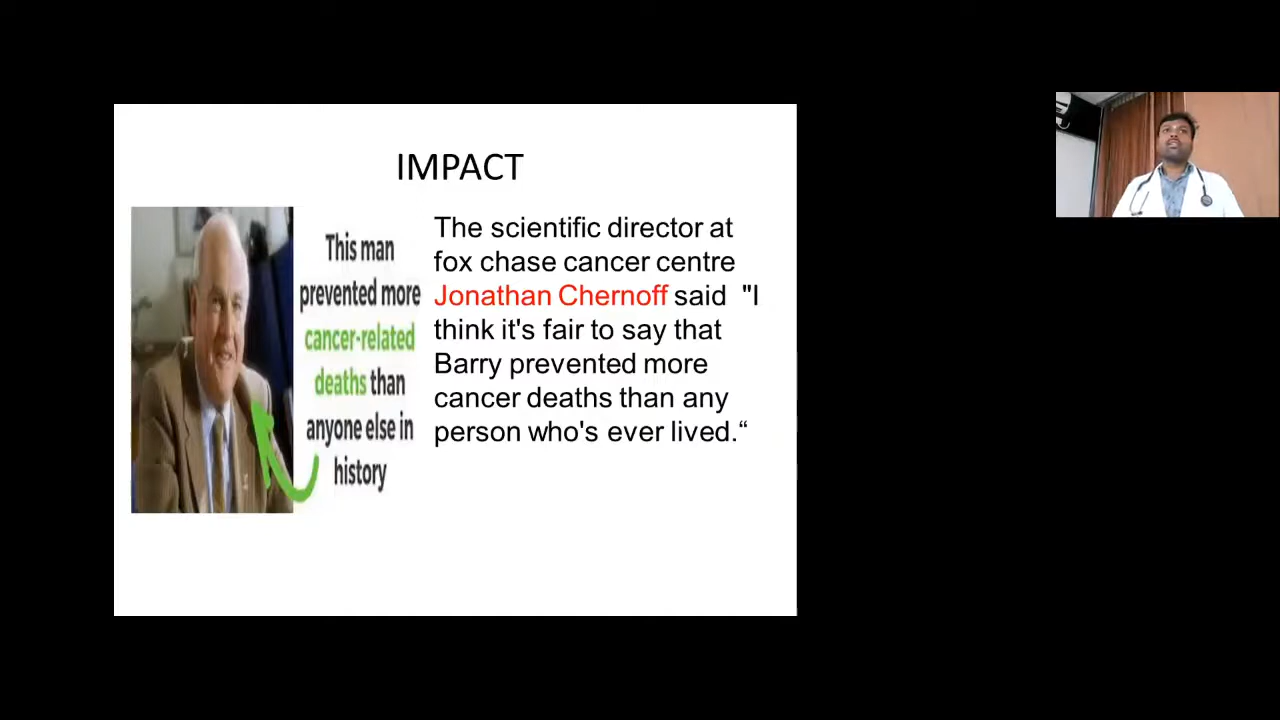 IMPACT
This man
prevented more
cancer-related
deaths than
anyone else in
history
The scientific director at
fox chase cancer centre
Jonathan Chernoff said "I
think it's fair to say that
Barry prevented more
cancer deaths than any
person who's ever lived.“